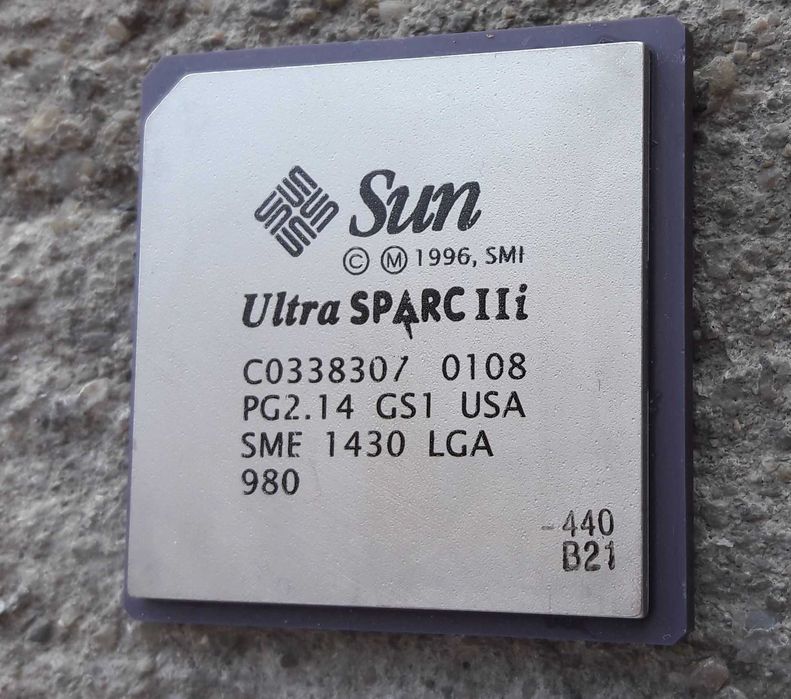 Sun
© Ⓜ 1996, SMI
Ultra SPARC IIi
C0338307 0108
PG2.14 GS1 USA
SME 1430 LGA
980
-440
B21